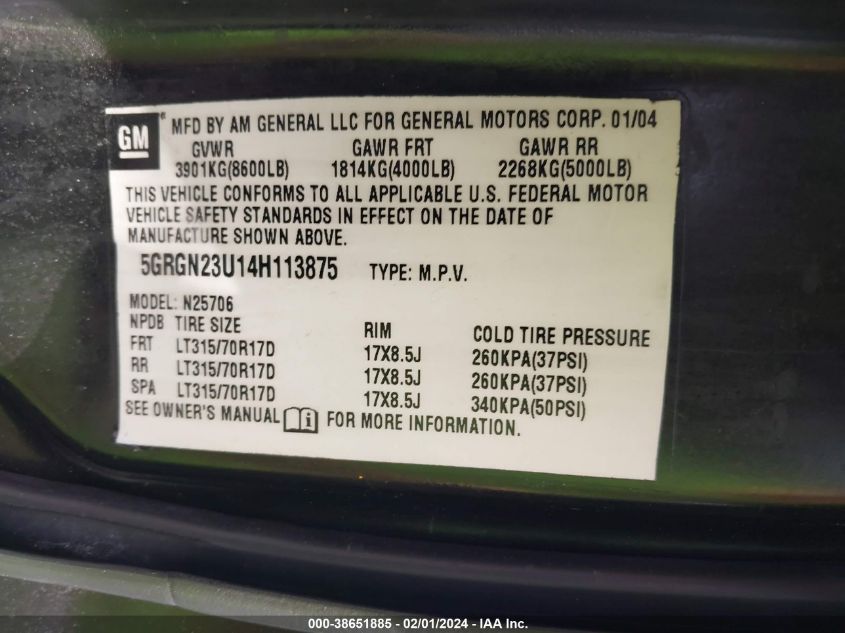 GM® MFD BY AM GENERAL LLC FOR GENERAL MOTORS CORP. 01/04
GVWR GAWR FRT GAWR RR
3901KG(8600LB) 1814KG(4000LB) 2268KG(5000LB)
THIS VEHICLE CONFORMS TO ALL APPLICABLE U.S. FEDERAL MOTOR
VEHICLE SAFETY STANDARDS IN EFFECT ON THE DATE OF
MANUFACTURE SHOWN ABOVE.
5GRGN23U14H113875 TYPE: M.P.V.
MODEL: N25706
NPDB TIRE SIZE RIM COLD TIRE PRESSURE
FRT LT315/70R17D 17X8.5J 260KPA(37PSI)
RR LT315/70R17D 17X8.5J 260KPA(37PSI)
SPA LT315/70R17D 17X8.5J 340KPA(50PSI)
SEE OWNER'S MANUAL i FOR MORE INFORMATION.
000-38651885 - 02/01/2024 - IAA Inc.